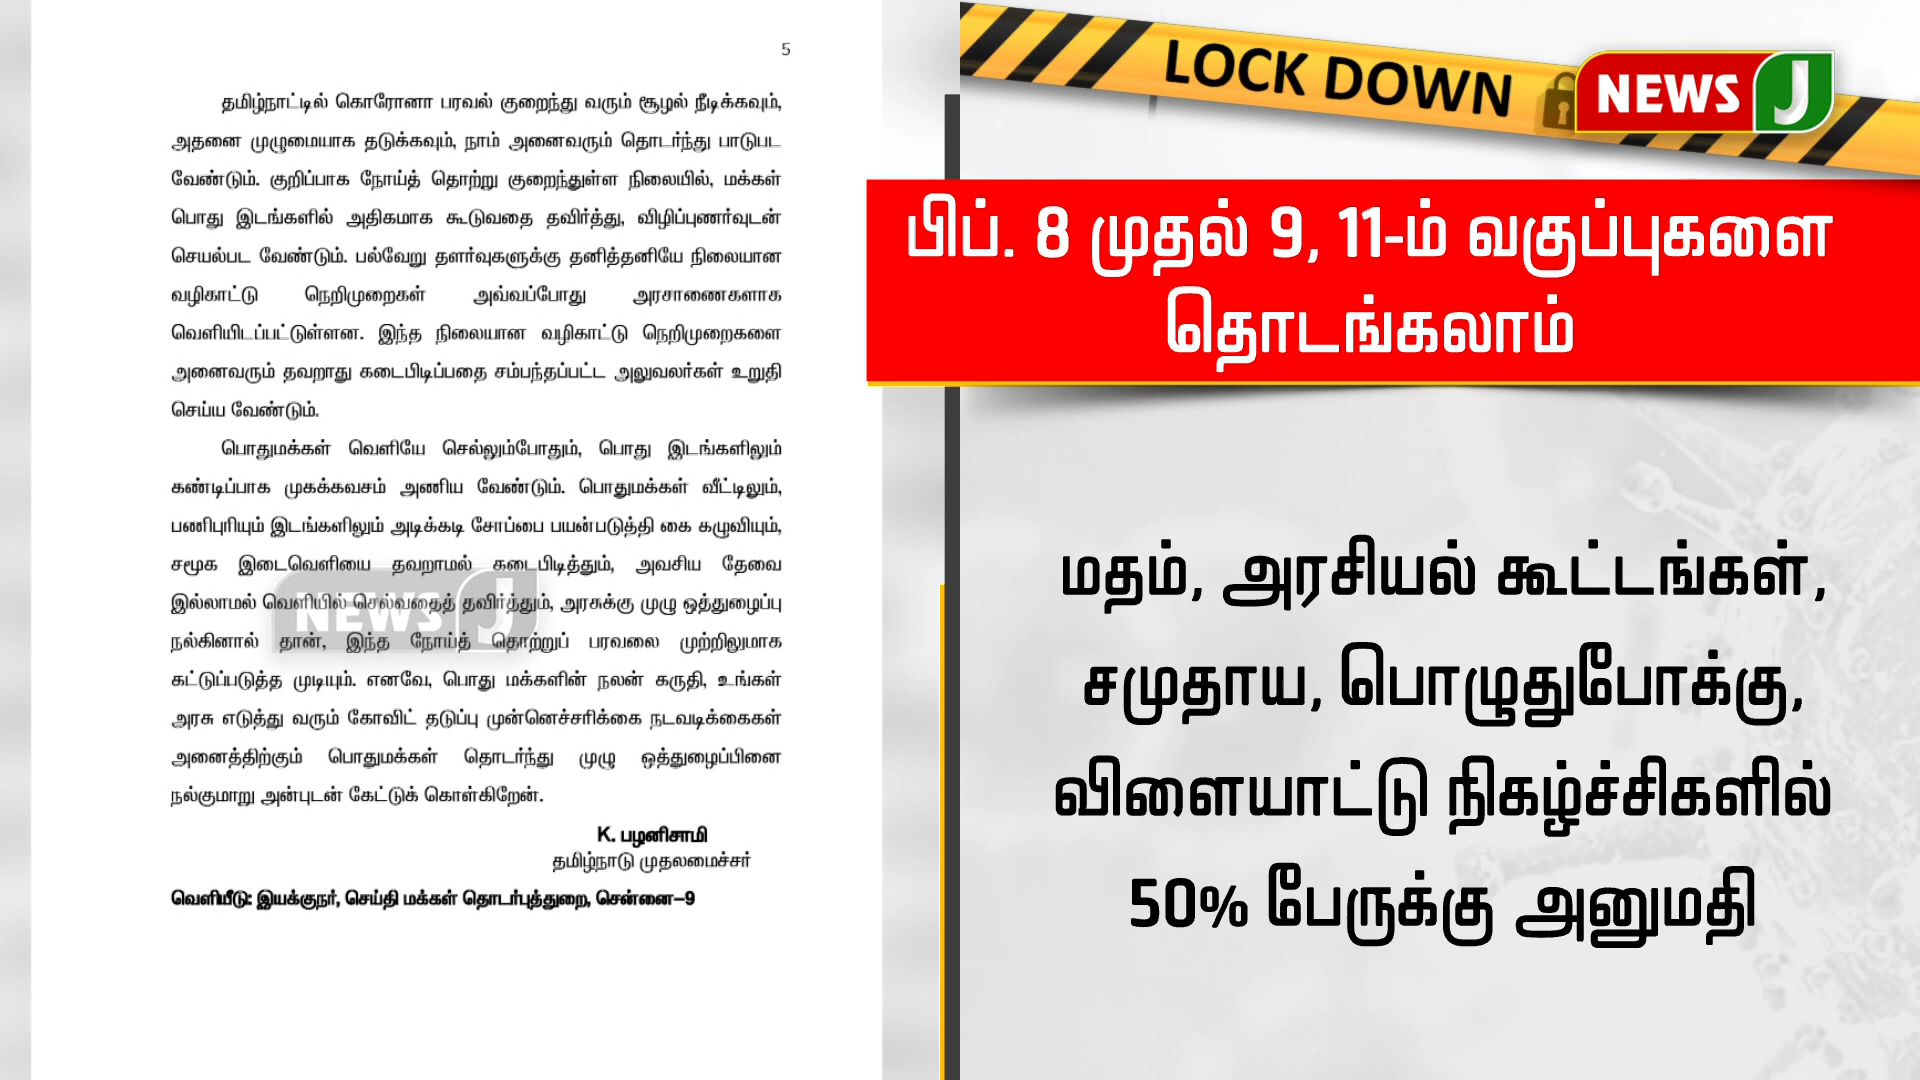 5
தமிழ்நாட்டில் கொரோனா பரவல் குறைந்து வரும் சூழல் நீடிக்கவும்,
அதனை முழுமையாக தடுக்கவும், நாம் அனைவரும் தொடர்ந்து பாடுபட
வேண்டும். குறிப்பாக நோய்த் தொற்று குறைந்துள்ள நிலையில், மக்கள்
பொது இடங்களில் அதிகமாக கூடுவதை தவிர்த்து, விழிப்புணர்வுடன்
செயல்பட வேண்டும். பல்வேறு தளர்வுகளுக்கு தனித்தனியே நிலையான
வழிகாட்டு நெறிமுறைகள் அவ்வப்போது அரசாணைகளாக
வெளியிடப்பட்டுள்ளன. இந்த நிலையான வழிகாட்டு நெறிமுறைகளை
அனைவரும் தவறாது கடைபிடிப்பதை சம்பந்தப்பட்ட அலுவலர்கள் உறுதி
செய்ய வேண்டும்.
பொதுமக்கள் வெளியே செல்லும்போதும், பொது இடங்களிலும்
கண்டிப்பாக முகக்கவசம் அணிய வேண்டும். பொதுமக்கள் வீட்டிலும்,
பணிபுரியும் இடங்களிலும் அடிக்கடி சோப்பை பயன்படுத்தி கை கழுவியும்,
சமூக இடைவெளியை தவறாமல் கடைபிடித்தும், அவசிய தேவை
இல்லாமல் வெளியில் செல்வதைத் தவிர்த்தும், அரசுக்கு முழு ஒத்துழைப்பு
நல்கினால் தான், இந்த நோய்த் தொற்றுப் பரவலை முற்றிலுமாக
கட்டுப்படுத்த முடியும். எனவே, பொது மக்களின் நலன் கருதி, உங்கள்
அரசு எடுத்து வரும் கோவிட் தடுப்பு முன்னெச்சரிக்கை நடவடிக்கைகள்
அனைத்திற்கும் பொதுமக்கள் தொடர்ந்து முழு ஒத்துழைப்பினை
நல்குமாறு அன்புடன் கேட்டுக் கொள்கிறேன்.
K. பழனிசாமி
தமிழ்நாடு முதலமைச்சர்
வெளியீடு: இயக்குநர், செய்தி மக்கள் தொடர்புத்துறை, சென்னை–9
NEWS J
LOCK DOWN
NEWS J
பிப். 8 முதல் 9, 11-ம் வகுப்புகளை
தொடங்கலாம்
மதம், அரசியல் கூட்டங்கள்,
சமுதாய, பொழுதுபோக்கு,
விளையாட்டு நிகழ்ச்சிகளில்
50% பேருக்கு அனுமதி